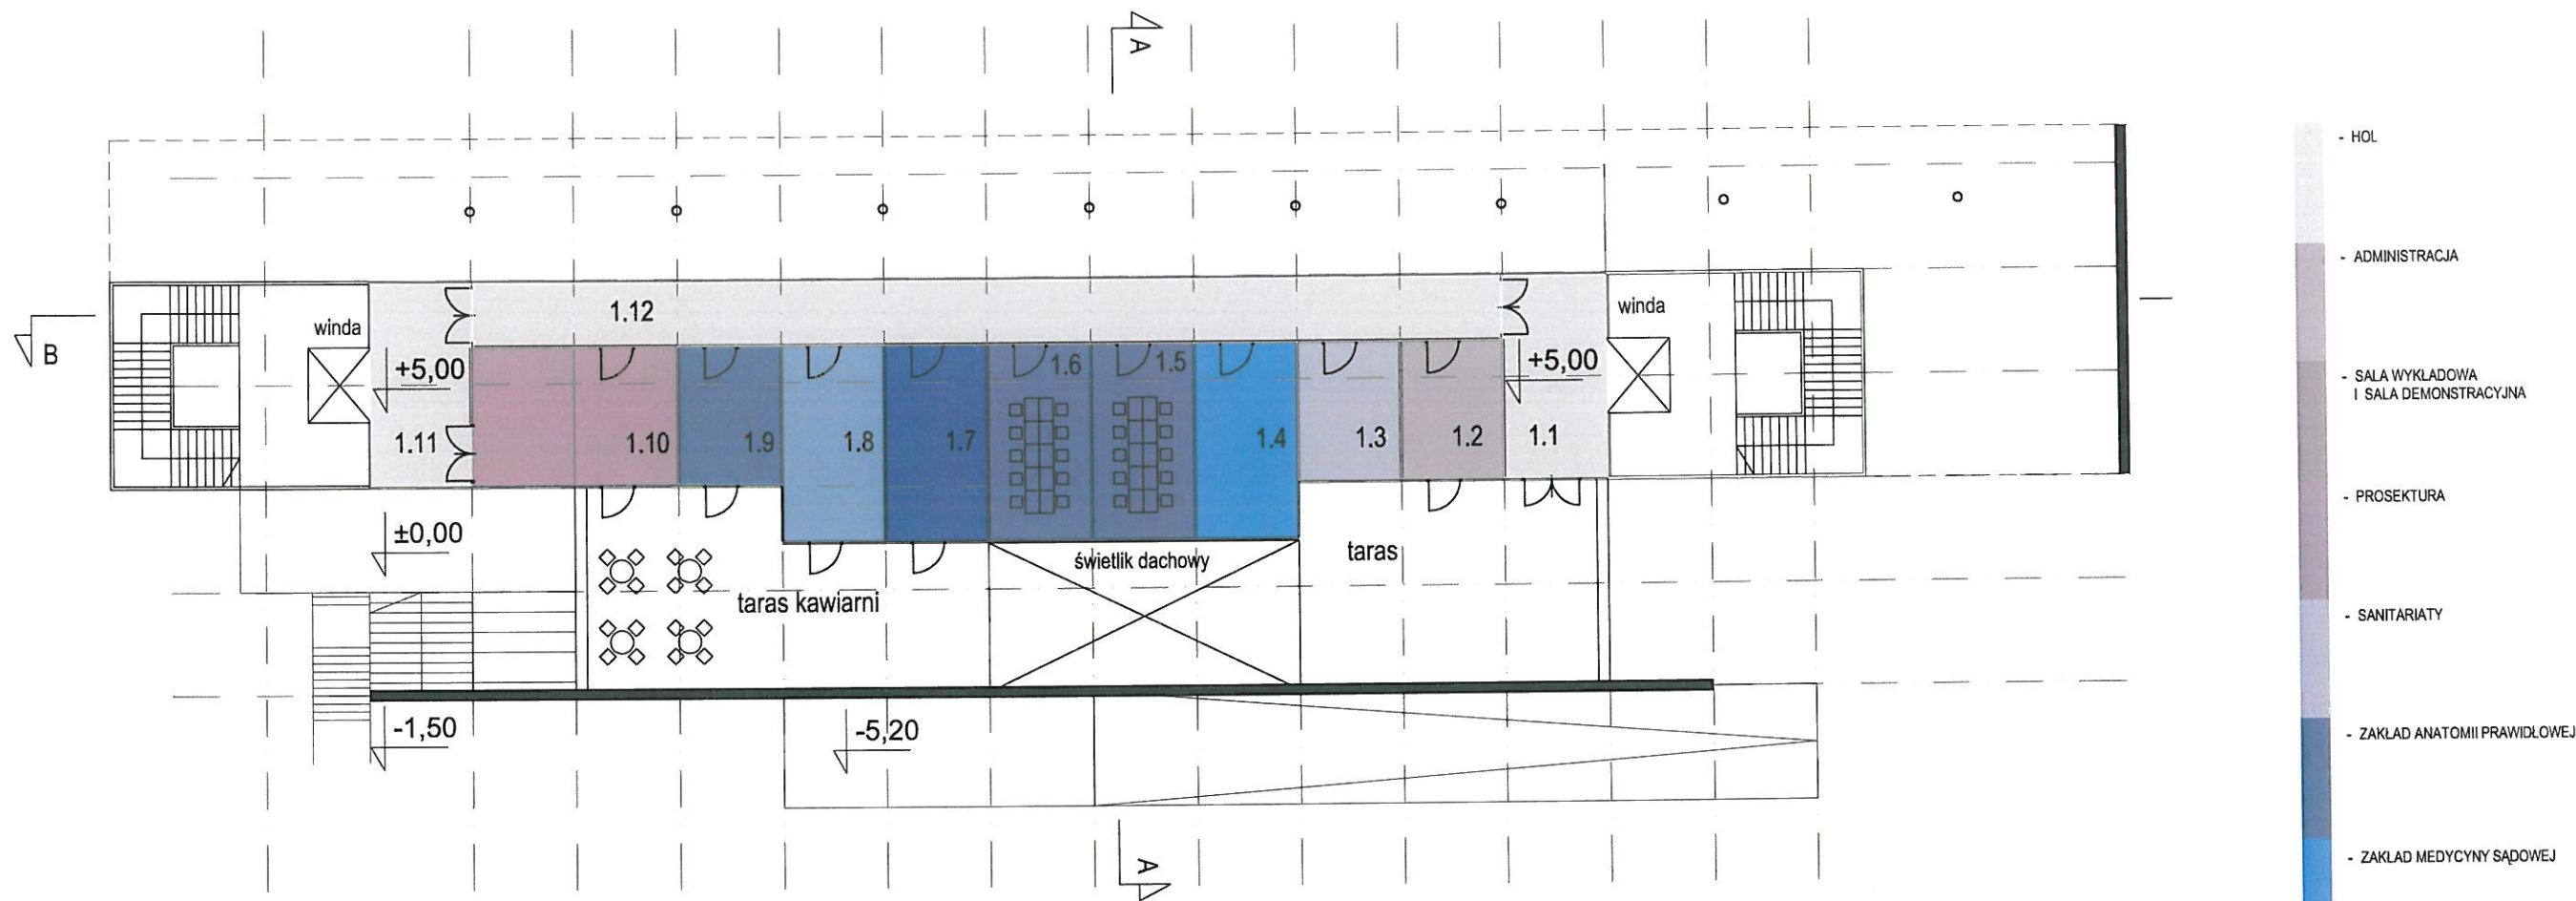 A
- HOL
- ADMINISTRACJA
- SALA WYKŁADOWA
I SALA DEMONSTRACYJNA
- PROSEKTURA
- SANITARIATY
- ZAKŁAD ANATOMII PRAWIDŁOWEJ
- ZAKŁAD MEDYCYNY SĄDOWEJ
B
winda
1.12
winda
+5,00
1.6
1.5
+5,00
1.11
1.10
1.9
1.8
1.7
1.4
1.3
1.2
1.1
±0,00
świetlik dachowy
taras
taras kawiarni
-1,50
-5,20
A